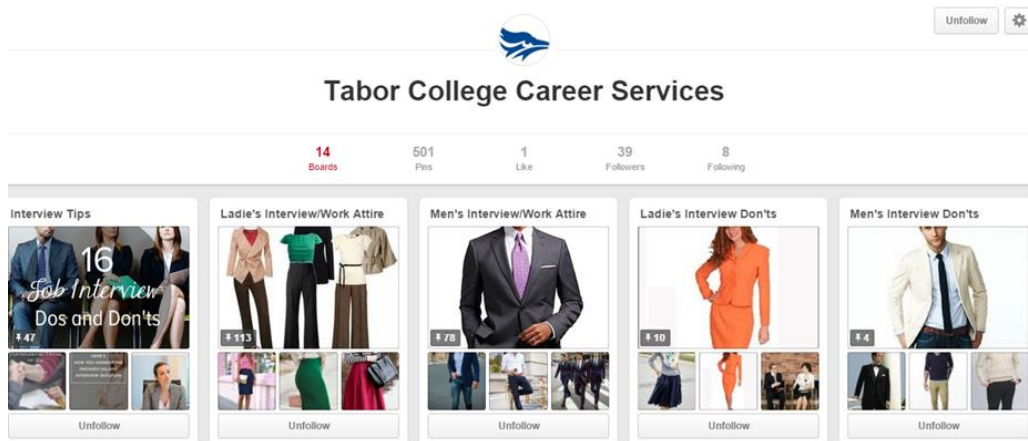 Unfollow
Tabor College Career Services
14 501 1 39 8
Boards Pins Like Followers Following
Interview Tips
16
Job Interview
Dos and Don'ts
47
Unfollow
Ladie's Interview/Work Attire
113
Unfollow
Men's Interview/Work Attire
78
Unfollow
Ladie's Interview Don'ts
10
Unfollow
Men's Interview Don'ts
4
Unfollow